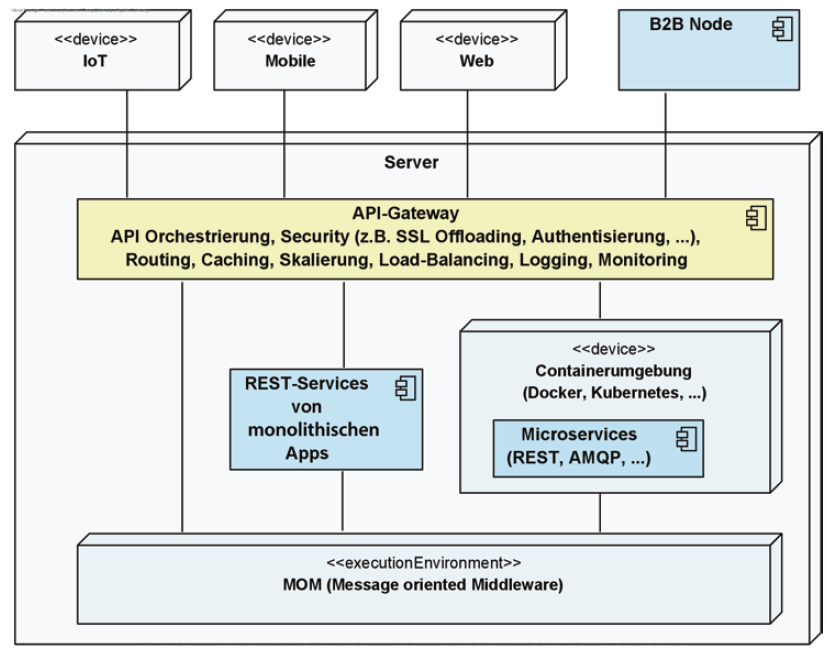 <<device>>
IoT
<<device>>
Mobile
<<device>>
Web
B2B Node
Server
API-Gateway
API Orchestrierung, Security (z.B. SSL Offloading, Authentisierung, ...),
Routing, Caching, Skalierung, Load-Balancing, Logging, Monitoring
REST-Services
von
monolithischen
Apps
<<device>>
Containerumgebung
(Docker, Kubernetes, ...)
Microservices
(REST, AMQP, ...)
<<executionEnvironment>>
MOM (Message oriented Middleware)